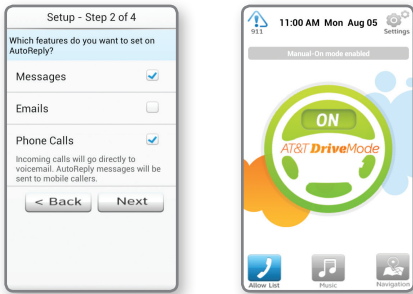 Setup - Step 2 of 4
Which features do you want to set on
AutoReply?
Messages
Emails
Phone Calls
Incoming calls will go directly to
voicemail. AutoReply messages will be
sent to mobile callers.
< Back
Next
911
11:00 AM Mon Aug 05
Settings
Manual-On mode enabled
ON
AT&T DriveMode
Allow List
Music
Navigation